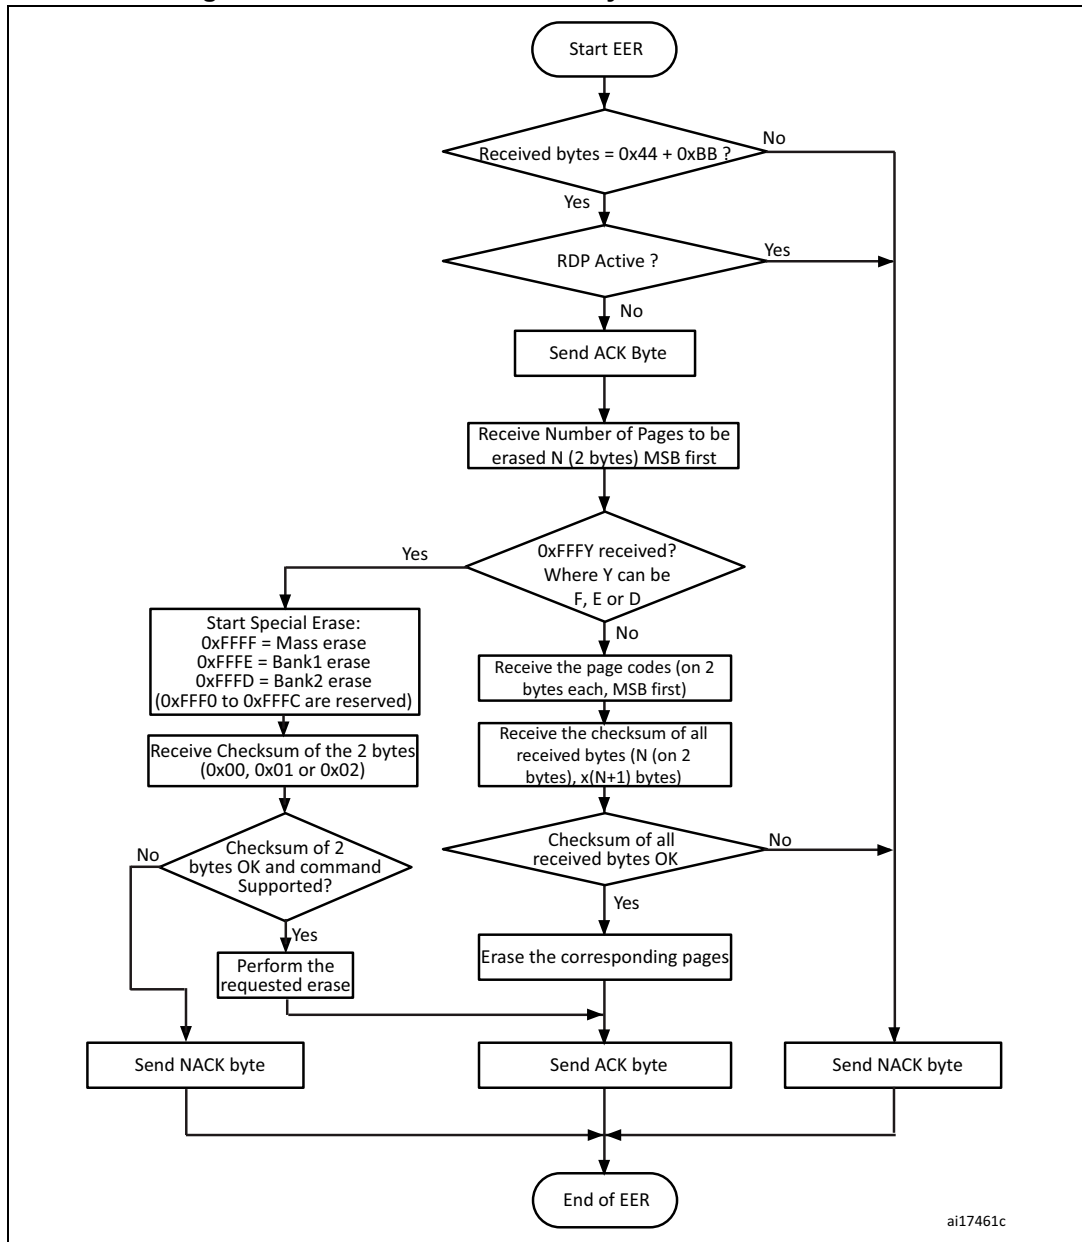 Start EER
No
Received bytes = 0x44 + 0xBB ?
Yes
RDP Active ?
Yes
No
Send ACK Byte
Receive Number of Pages to be
erased N (2 bytes) MSB first
Yes
0xFFFY received?
Where Y can be
F, E or D
No
Start Special Erase:
0xFFFF = Mass erase
0xFFFE = Bank1 erase
0xFFFD = Bank2 erase
(0xFFF0 to 0xFFFC are reserved)
Receive the page codes (on 2
bytes each, MSB first)
Receive Checksum of the 2 bytes
(0x00, 0x01 or 0x02)
Receive the checksum of all
received bytes (N (on 2
bytes), x(N+1) bytes)
No
Checksum of 2
bytes OK and command
Supported?
Checksum of all
received bytes OK
No
Yes
Yes
Perform the
requested erase
Erase the corresponding pages
Send NACK byte
Send ACK byte
Send NACK byte
End of EER
ai17461c